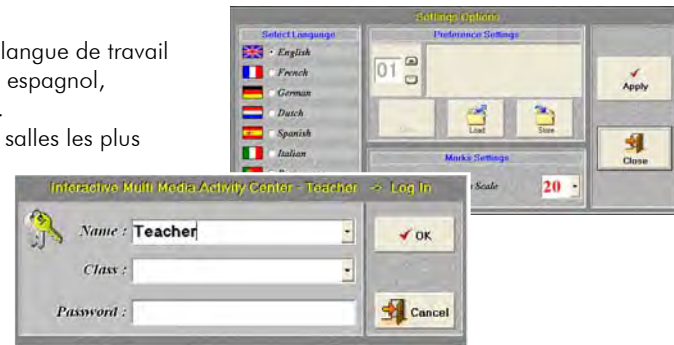 langue de travail
espagnol,
salles les plus
Settings Options
Select Language
English
French
German
Dutch
Spanish
Italian
Preference Settings
01
Load
Store
Marks Settings
Scale
20
Apply
Close
Interactive Multi Media Activity Center - Teacher -> Log In
Name : Teacher
Class :
Password :
OK
Cancel